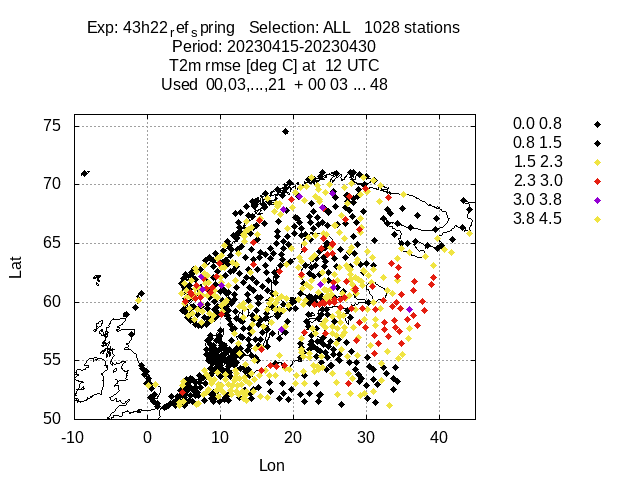 Exp: 43h22ref spring   Selection: ALL   1028 stations
Period: 20230415-20230430
T2m rmse [deg C] at  12 UTC
Used  00,03,...,21  + 00 03 ... 48
75
70
65
60
55
50
Lat
-10 0 10 20 30 40
Lon
0.0 0.8
0.8 1.5
1.5 2.3
2.3 3.0
3.0 3.8
3.8 4.5